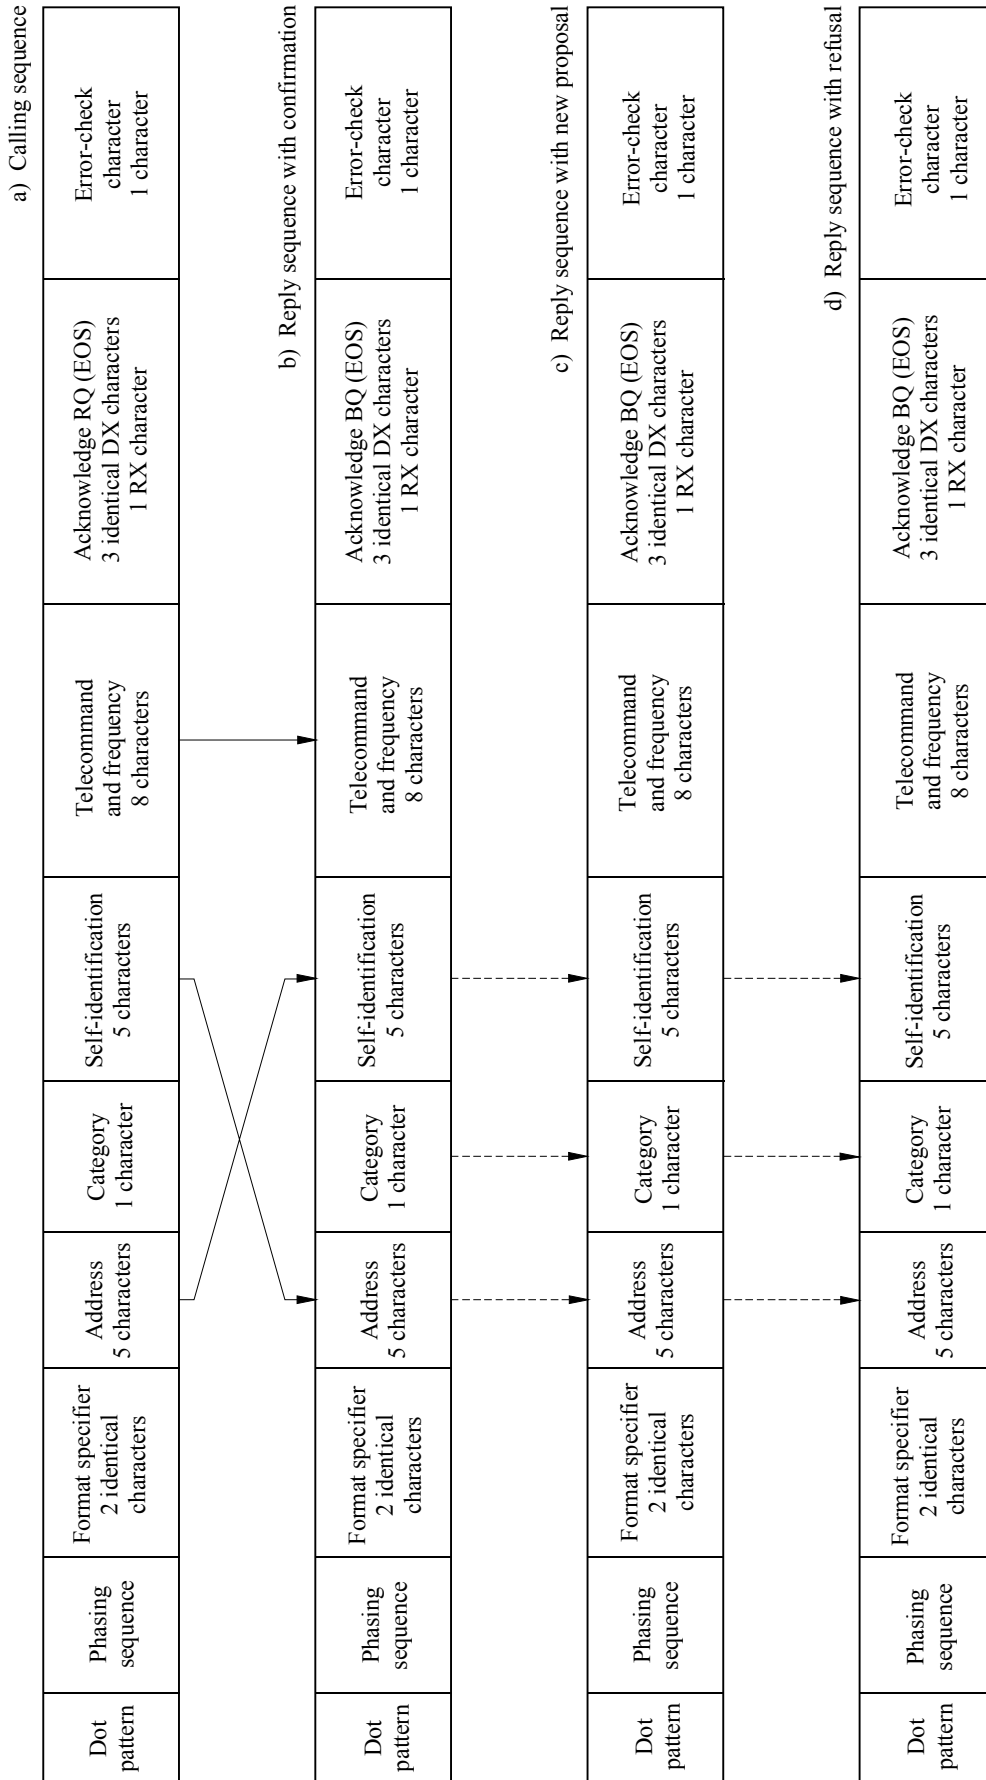 a) Calling sequence
Dot
pattern
Phasing
sequence
Format specifier
2 identical
characters
Address
5 characters
Category
1 character
Self-identification
5 characters
Telecommand
and frequency
8 characters
Acknowledge RQ (EOS)
3 identical DX characters
1 RX character
Error-check
character
1 character
b) Reply sequence with confirmation
Dot
pattern
Phasing
sequence
Format specifier
2 identical
characters
Address
5 characters
Category
1 character
Self-identification
5 characters
Telecommand
and frequency
8 characters
Acknowledge BQ (EOS)
3 identical DX characters
1 RX character
Error-check
character
1 character
c) Reply sequence with new proposal
Dot
pattern
Phasing
sequence
Format specifier
2 identical
characters
Address
5 characters
Category
1 character
Self-identification
5 characters
Telecommand
and frequency
8 characters
Acknowledge BQ (EOS)
3 identical DX characters
1 RX character
Error-check
character
1 character
d) Reply sequence with refusal
Dot
pattern
Phasing
sequence
Format specifier
2 identical
characters
Address
5 characters
Category
1 character
Self-identification
5 characters
Telecommand
and frequency
8 characters
Acknowledge BQ (EOS)
3 identical DX characters
1 RX character
Error-check
character
1 character